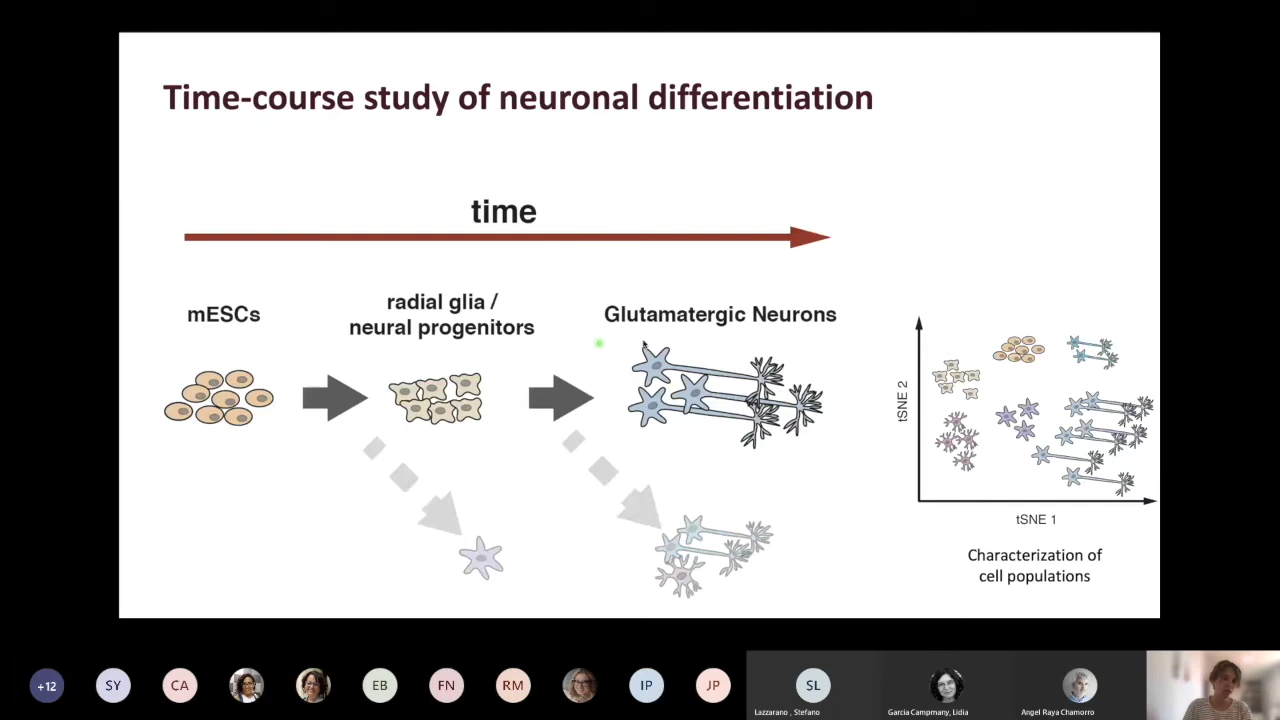 Time-course study of neuronal differentiation
time
mESCs
radial glia /
neural progenitors
Glutamatergic Neurons
tSNE 2
tSNE 1
Characterization of
cell populations
+12
SY
CA
EB
FN
RM
IP
JP
SL
Lazzarano , Stefano
Garcia Campmany, Lidia
Angel Raya Chamorro